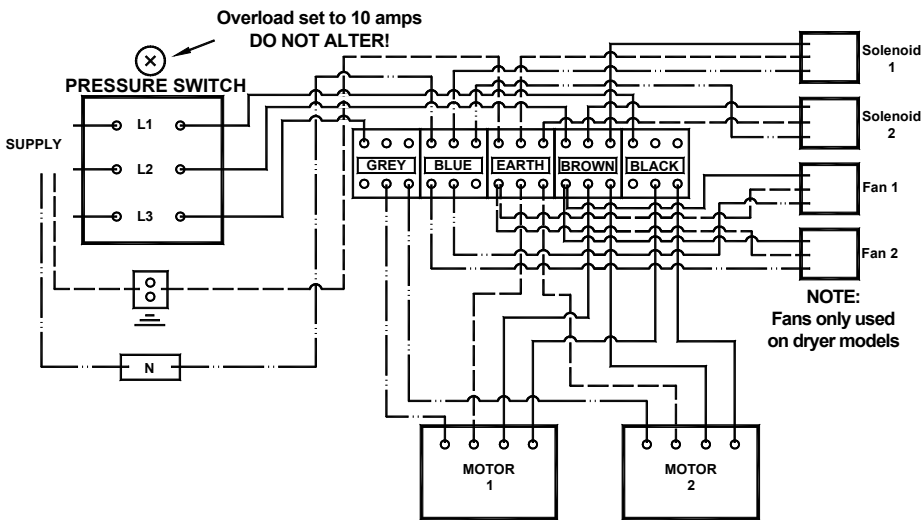 Overload set to 10 amps
DO NOT ALTER!
PRESSURE SWITCH
SUPPLY
L1
L2
L3
N
GREY
BLUE
EARTH
BROWN
BLACK
Solenoid
1
Solenoid
2
Fan 1
Fan 2
NOTE:
Fans only used
on dryer models
MOTOR
1
MOTOR
2